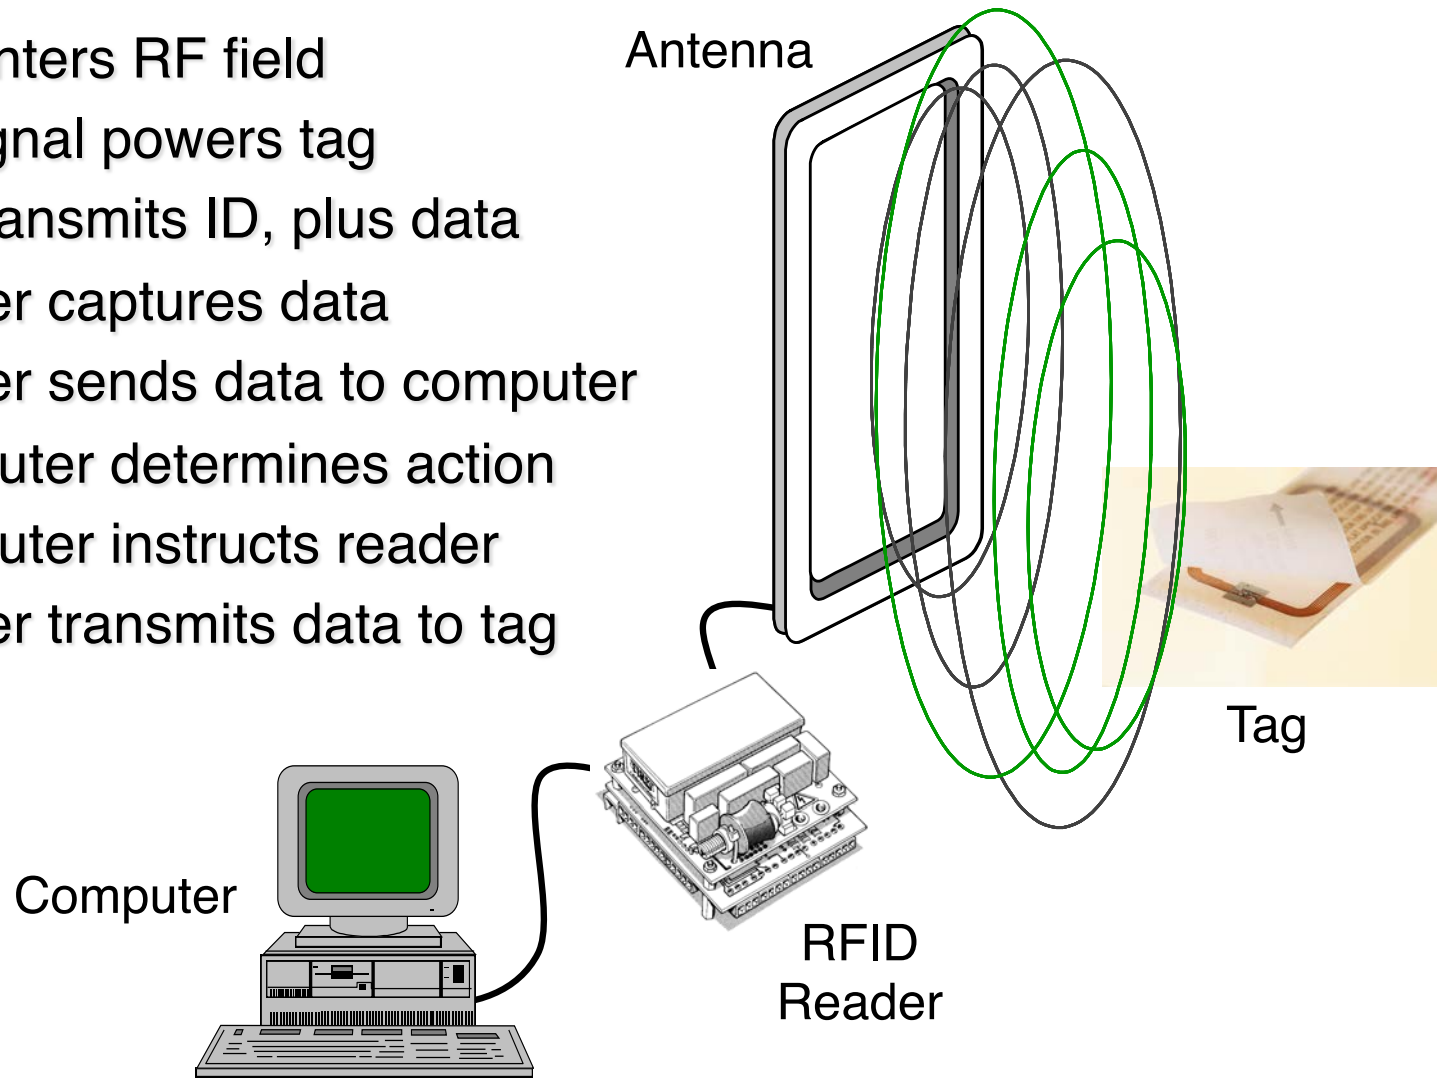 nters RF field
gnal powers tag
ansmits ID, plus data
er captures data
er sends data to computer
uter determines action
uter instructs reader
er transmits data to tag
Antenna
Tag
Computer
RFID
Reader